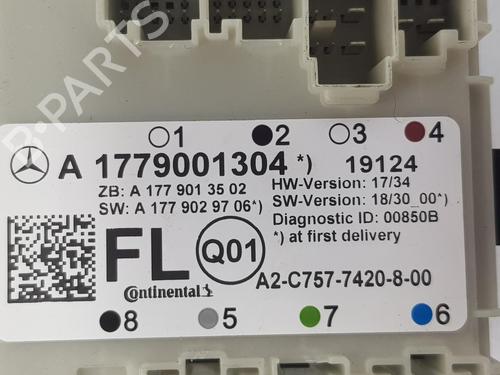 B-PARTS
1 2 3 4
A 1779001304 *) 19124
ZB: A 177 901 35 02
SW: A 177 902 97 06*)
HW-Version: 17/34
SW-Version: 18/30_00*)
Diagnostic ID: 00850B
*) at first delivery
FL Q01
Continental
A2-C757-7420-8-00
8 5 7 6